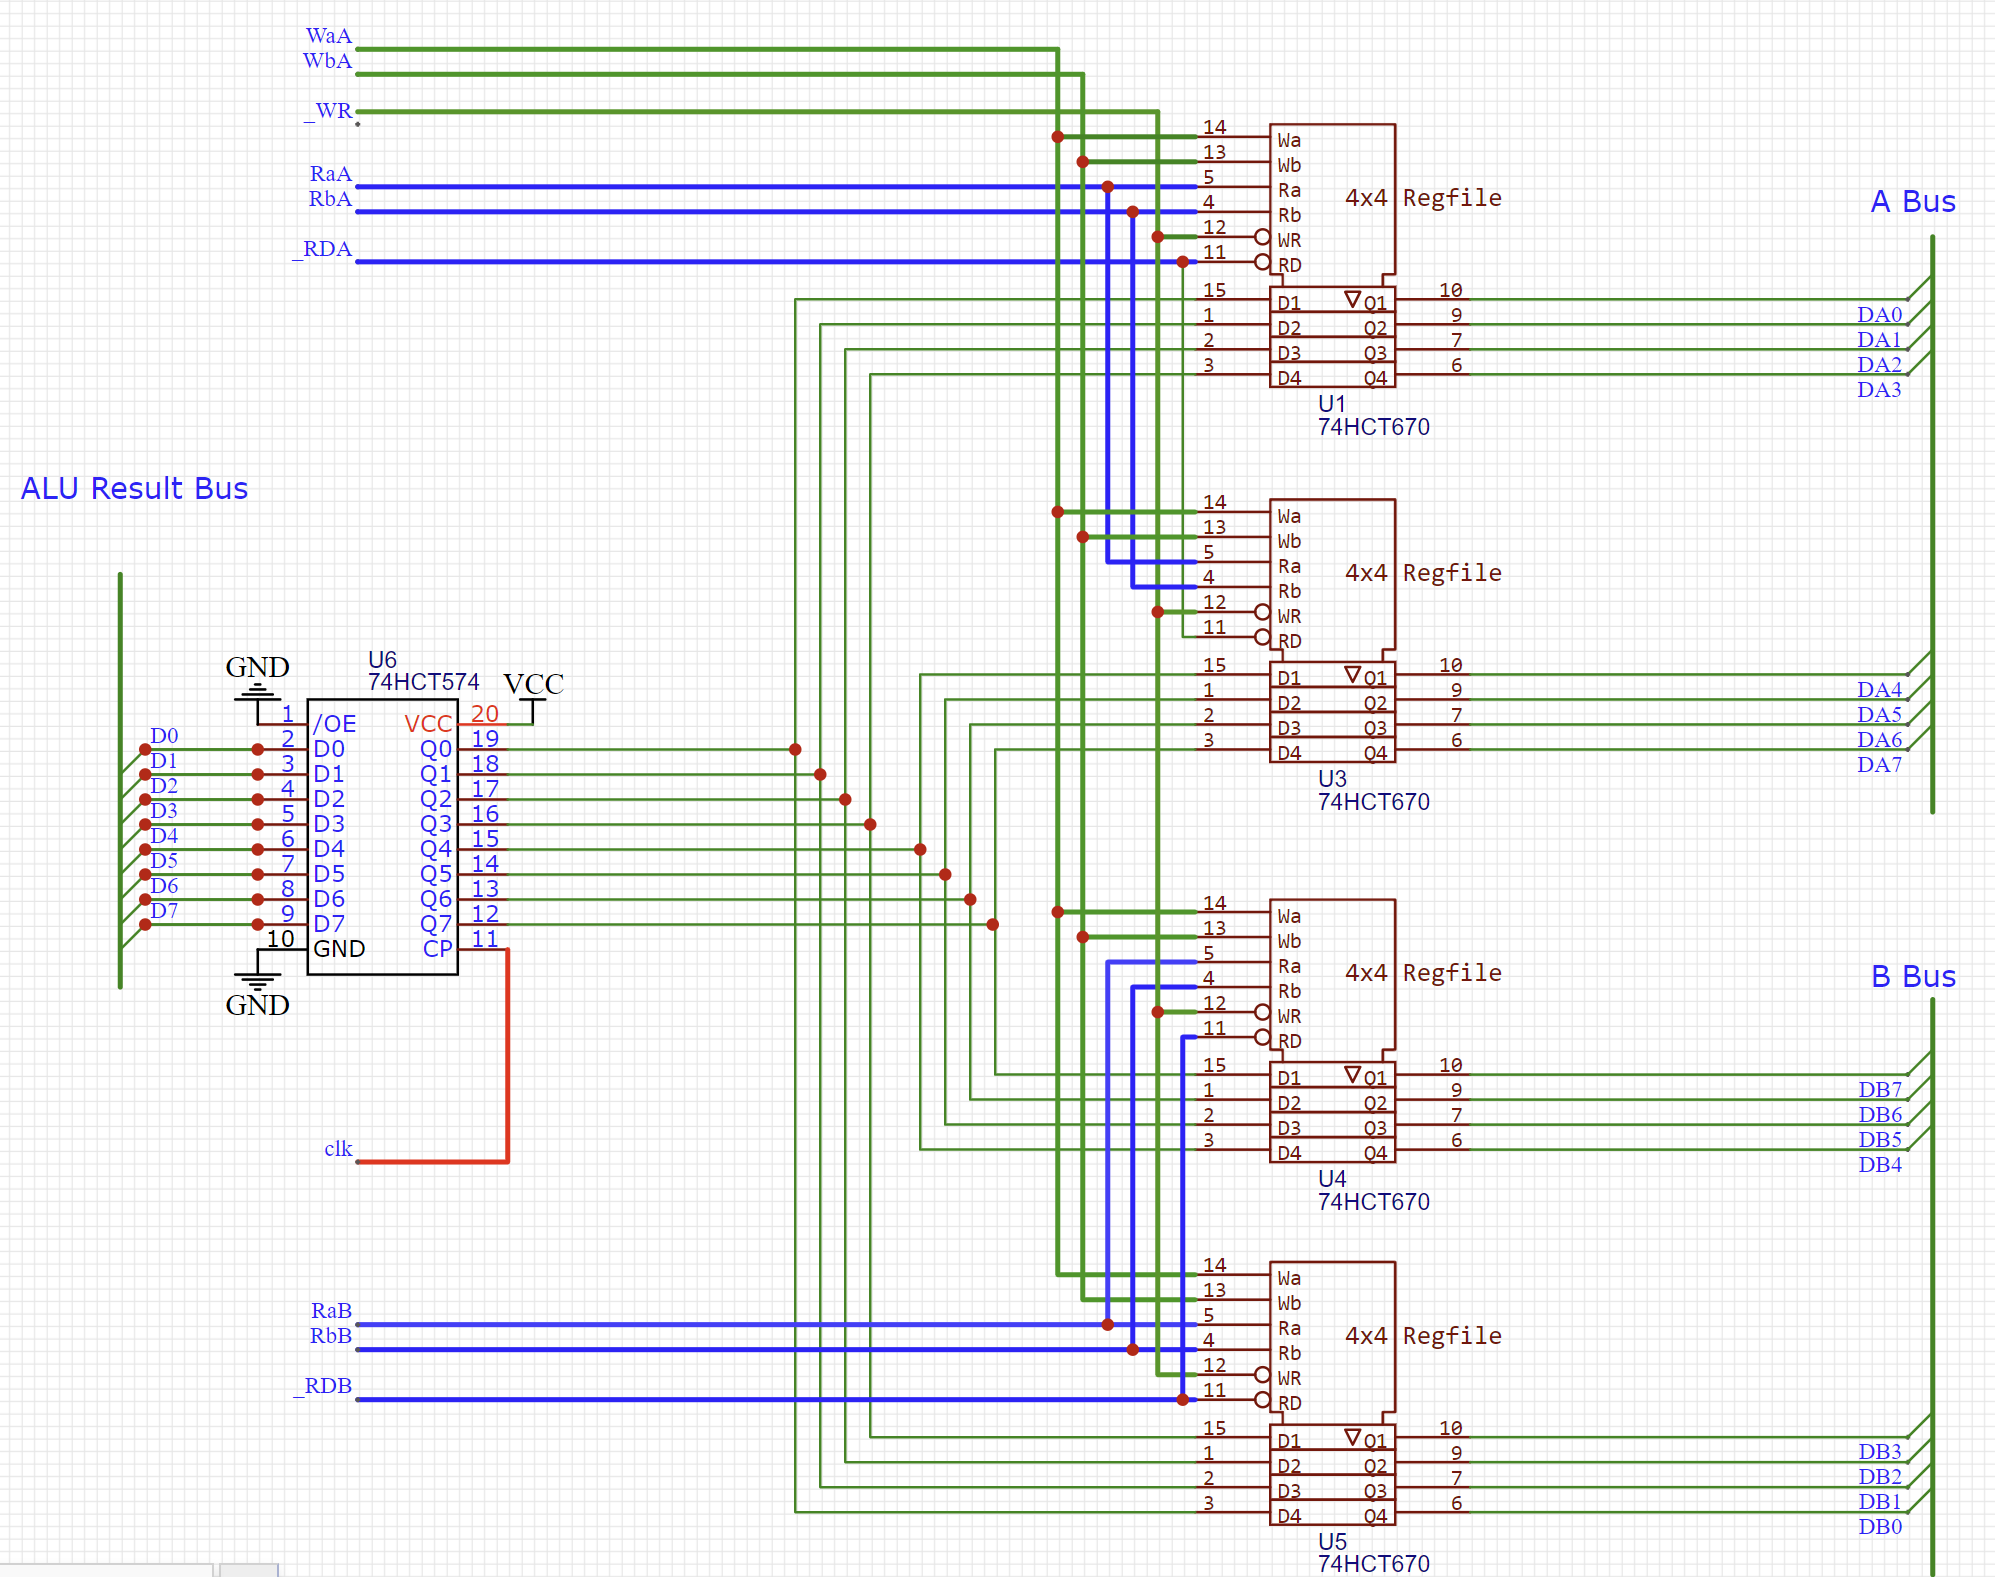 WaA
WbA
_WR
RaA
RbA
_RDA
14 Wa
13 Wb
5 Ra
4 Rb
12 WR
11 RD
4x4 Regfile
15 D1 Q1 10
1 D2 Q2 9
2 D3 Q3 7
3 D4 Q4 6
U1
74HCT670
A Bus
DA0
DA1
DA2
DA3
14 Wa
13 Wb
5 Ra
4 Rb
12 WR
11 RD
4x4 Regfile
15 D1 Q1 10
1 D2 Q2 9
2 D3 Q3 7
3 D4 Q4 6
U3
74HCT670
DA4
DA5
DA6
DA7
ALU Result Bus
GND
U6
74HCT574
VCC
1 /OE VCC 20
D0 2 D0 Q0 19
D1 3 D1 Q1 18
D2 4 D2 Q2 17
D3 5 D3 Q3 16
D4 6 D4 Q4 15
D5 7 D5 Q5 14
D6 8 D6 Q6 13
D7 9 D7 Q7 12
10 GND CP 11
GND
clk
14 Wa
13 Wb
5 Ra
4 Rb
12 WR
11 RD
4x4 Regfile
15 D1 Q1 10
1 D2 Q2 9
2 D3 Q3 7
3 D4 Q4 6
U4
74HCT670
B Bus
DB7
DB6
DB5
DB4
RaB
RbB
_RDB
14 Wa
13 Wb
5 Ra
4 Rb
12 WR
11 RD
4x4 Regfile
15 D1 Q1 10
1 D2 Q2 9
2 D3 Q3 7
3 D4 Q4 6
U5
74HCT670
DB3
DB2
DB1
DB0